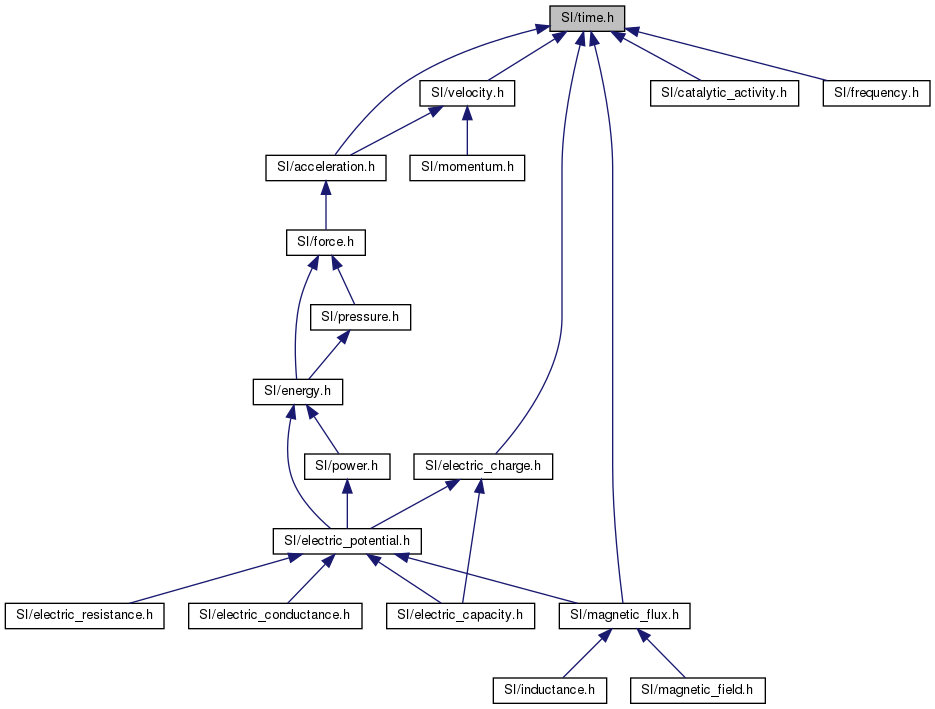 SI/time.h
SI/velocity.h
SI/catalytic_activity.h
SI/frequency.h
SI/acceleration.h
SI/momentum.h
SI/force.h
SI/pressure.h
SI/energy.h
SI/power.h
SI/electric_charge.h
SI/electric_potential.h
SI/electric_resistance.h
SI/electric_conductance.h
SI/electric_capacity.h
SI/magnetic_flux.h
SI/inductance.h
SI/magnetic_field.h